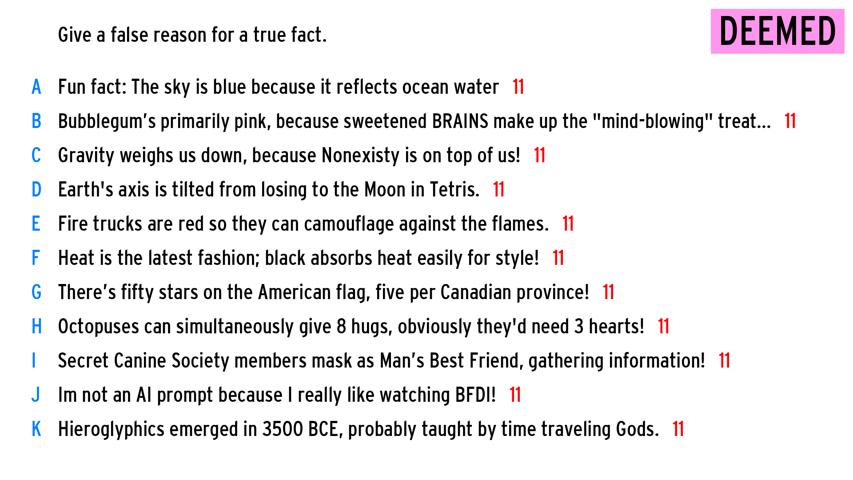 Give a false reason for a true fact.
DEEMED
A Fun fact: The sky is blue because it reflects ocean water 11
B Bubblegum's primarily pink, because sweetened BRAINS make up the "mind-blowing" treat... 11
C Gravity weighs us down, because Nonexisty is on top of us! 11
D Earth's axis is tilted from losing to the Moon in Tetris. 11
E Fire trucks are red so they can camouflage against the flames. 11
F Heat is the latest fashion; black absorbs heat easily for style! 11
G There's fifty stars on the American flag, five per Canadian province! 11
H Octopuses can simultaneously give 8 hugs, obviously they'd need 3 hearts! 11
I Secret Canine Society members mask as Man's Best Friend, gathering information! 11
J Im not an AI prompt because I really like watching BFDI! 11
K Hieroglyphics emerged in 3500 BCE, probably taught by time traveling Gods. 11